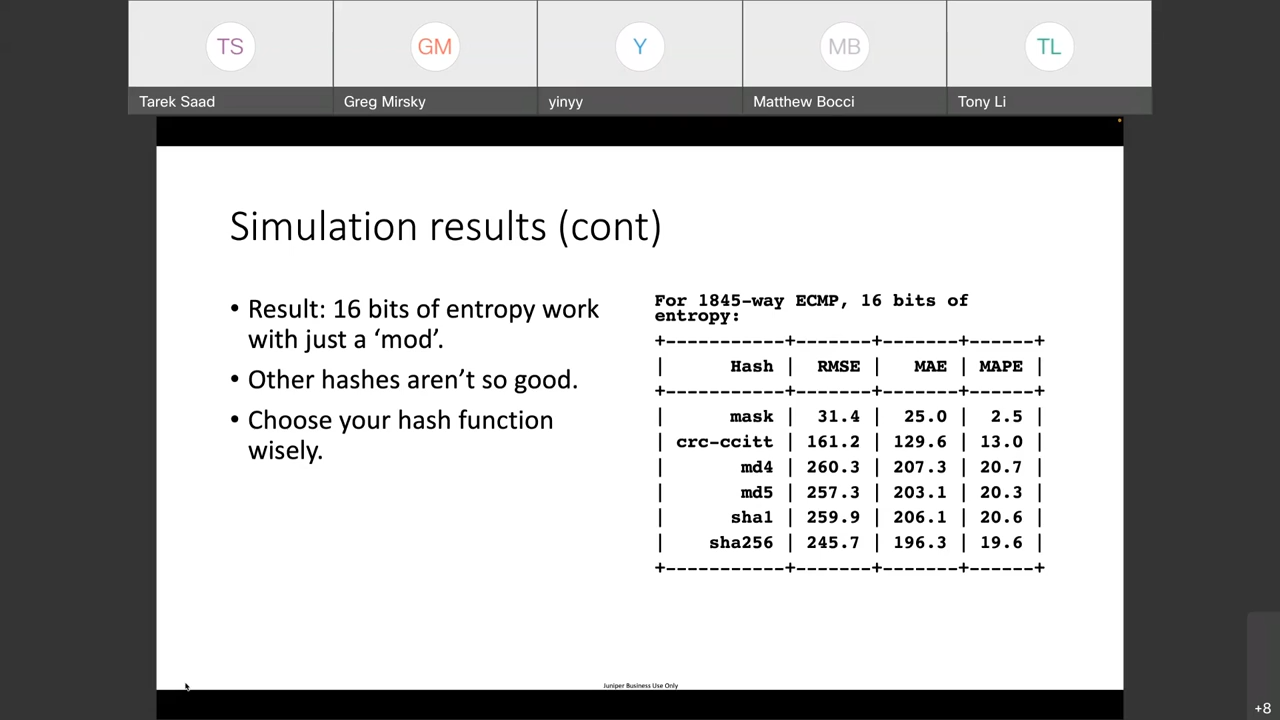 TS
GM
Y
MB
TL
Tarek Saad
Greg Mirsky
yinyy
Matthew Bocci
Tony Li
Simulation results (cont)
• Result: 16 bits of entropy work
with just a ‘mod’.
• Other hashes aren’t so good.
• Choose your hash function
wisely.
For 1845-way ECMP, 16 bits of
entropy:
+-----------+-------+-------+------+
| Hash | RMSE | MAE | MAPE |
+-----------+-------+-------+------+
| mask | 31.4 | 25.0 | 2.5 |
| crc-ccitt | 161.2 | 129.6 | 13.0 |
| md4 | 260.3 | 207.3 | 20.7 |
| md5 | 257.3 | 203.1 | 20.3 |
| sha1 | 259.9 | 206.1 | 20.6 |
| sha256 | 245.7 | 196.3 | 19.6 |
+-----------+-------+-------+------+
Juniper Business Use Only
+8